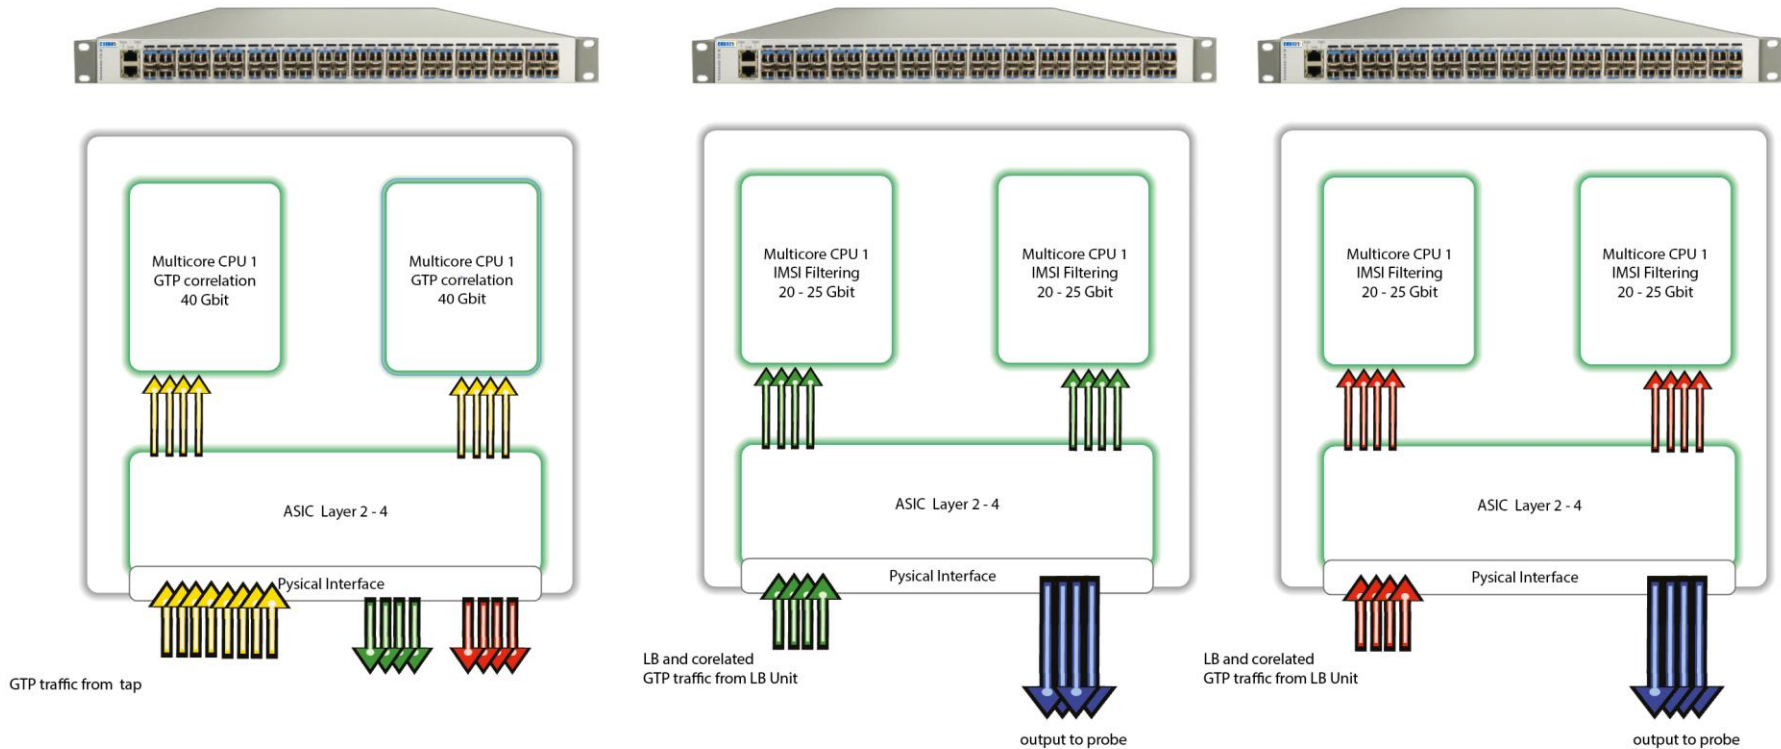 Multicore CPU 1
GTP correlation
40 Gbit
Multicore CPU 1
GTP correlation
40 Gbit
ASIC Layer 2 - 4
Pysical Interface
GTP traffic from tap
Multicore CPU 1
IMSI Filtering
20 - 25 Gbit
Multicore CPU 1
IMSI Filtering
20 - 25 Gbit
ASIC Layer 2 - 4
Pysical Interface
LB and corelated
GTP traffic from LB Unit
output to probe
Multicore CPU 1
IMSI Filtering
20 - 25 Gbit
Multicore CPU 1
IMSI Filtering
20 - 25 Gbit
ASIC Layer 2 - 4
Pysical Interface
LB and corelated
GTP traffic from LB Unit
output to probe